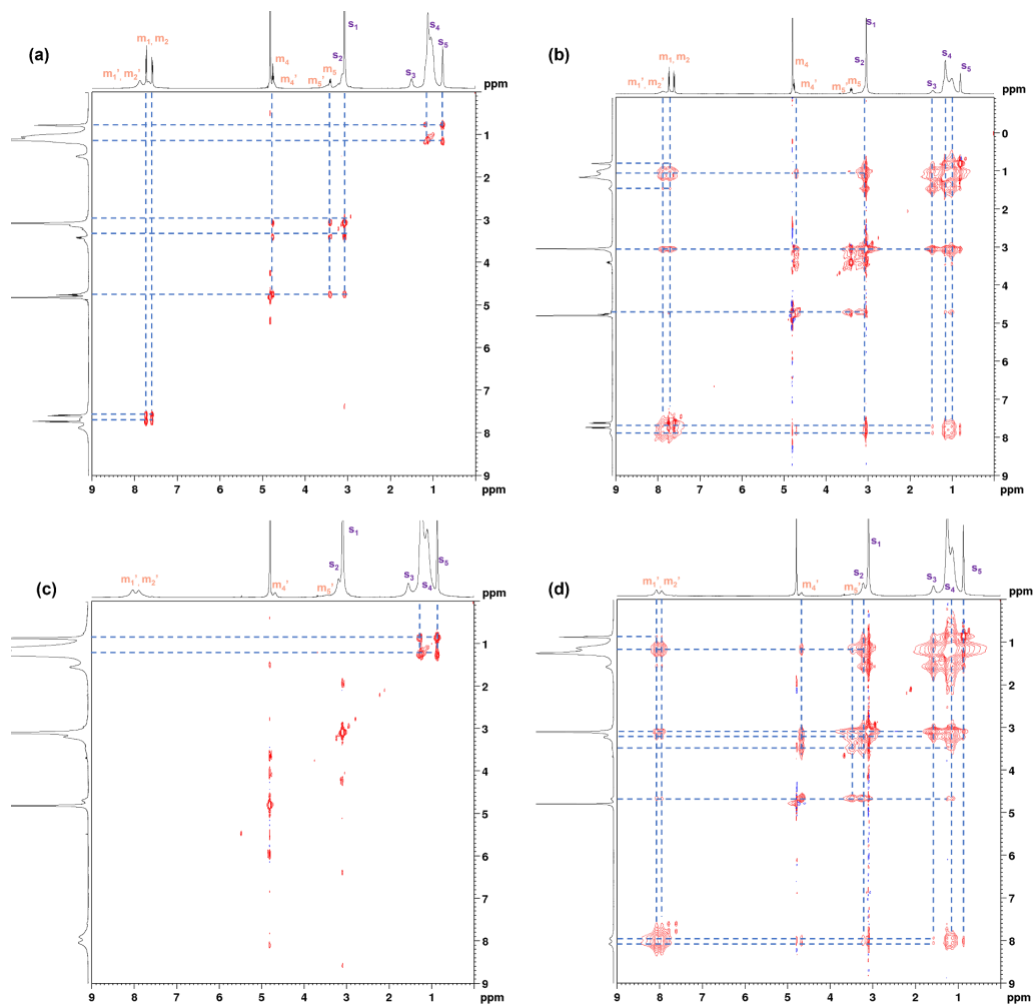 (a)
m₁, m₂
m₁', m₂'
m₄
m₄'
m₅
m₅'
s₁
s₂
s₃
s₄
s₅
ppm
1
2
3
4
5
6
7
8
9
9 8 7 6 5 4 3 2 1 ppm
(b)
m₁, m₂
m₁', m₂'
m₄
m₄'
m₅' m₅
s₁
s₂
s₃
s₄
s₅
ppm
0
1
2
3
4
5
6
7
8
9
9 8 7 6 5 4 3 2 1 ppm
(c)
m₁', m₂'
m₄'
m₅'
s₁
s₂
s₃
s₄
s₅
ppm
1
2
3
4
5
6
7
8
9
9 8 7 6 5 4 3 2 1 ppm
(d)
m₁', m₂'
m₄'
m₅'
s₁
s₂
s₃
s₄
s₅
ppm
1
2
3
4
5
6
7
8
9
9 8 7 6 5 4 3 2 1 ppm